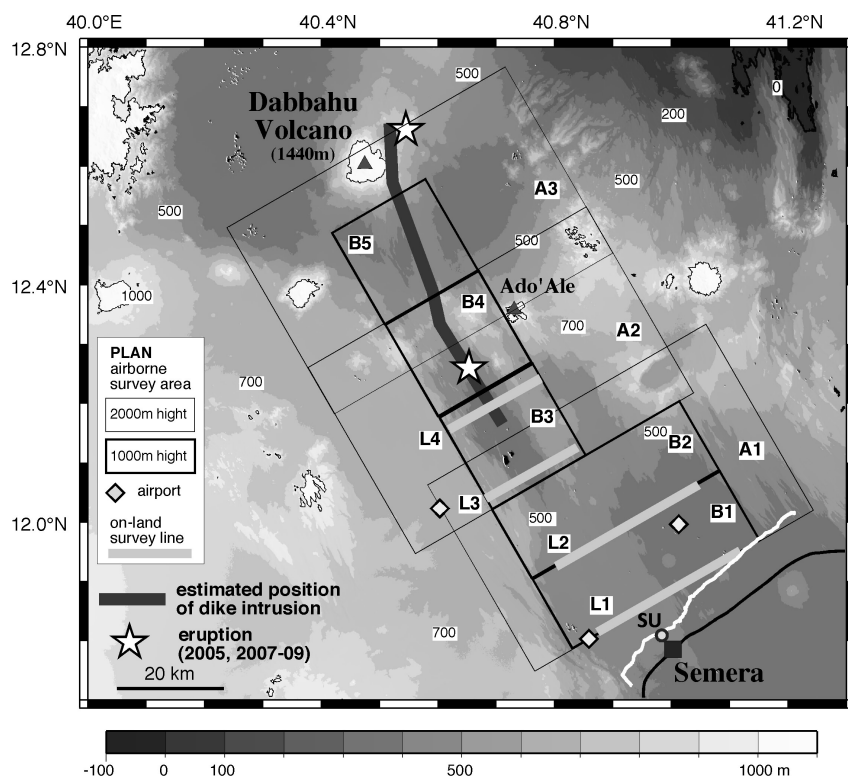 40.0°E
40.4°E
40.8°E
41.2°E
12.8°N
12.4°N
12.0°N
500
0
200
Dabbahu
Volcano
(1440m)
A3
500
500
B5
500
1000
Ado'Ale
B4
700
A2
PLAN
airborne
survey area
2000m hight
1000m hight
airport
on-land
survey line
700
B3
L4
500
B2
A1
L3
500
B1
L2
L1
estimated position
of dike intrusion
eruption
(2005, 2007-09)
20 km
700
SU
Semera
-100
0
100
500
1000 m